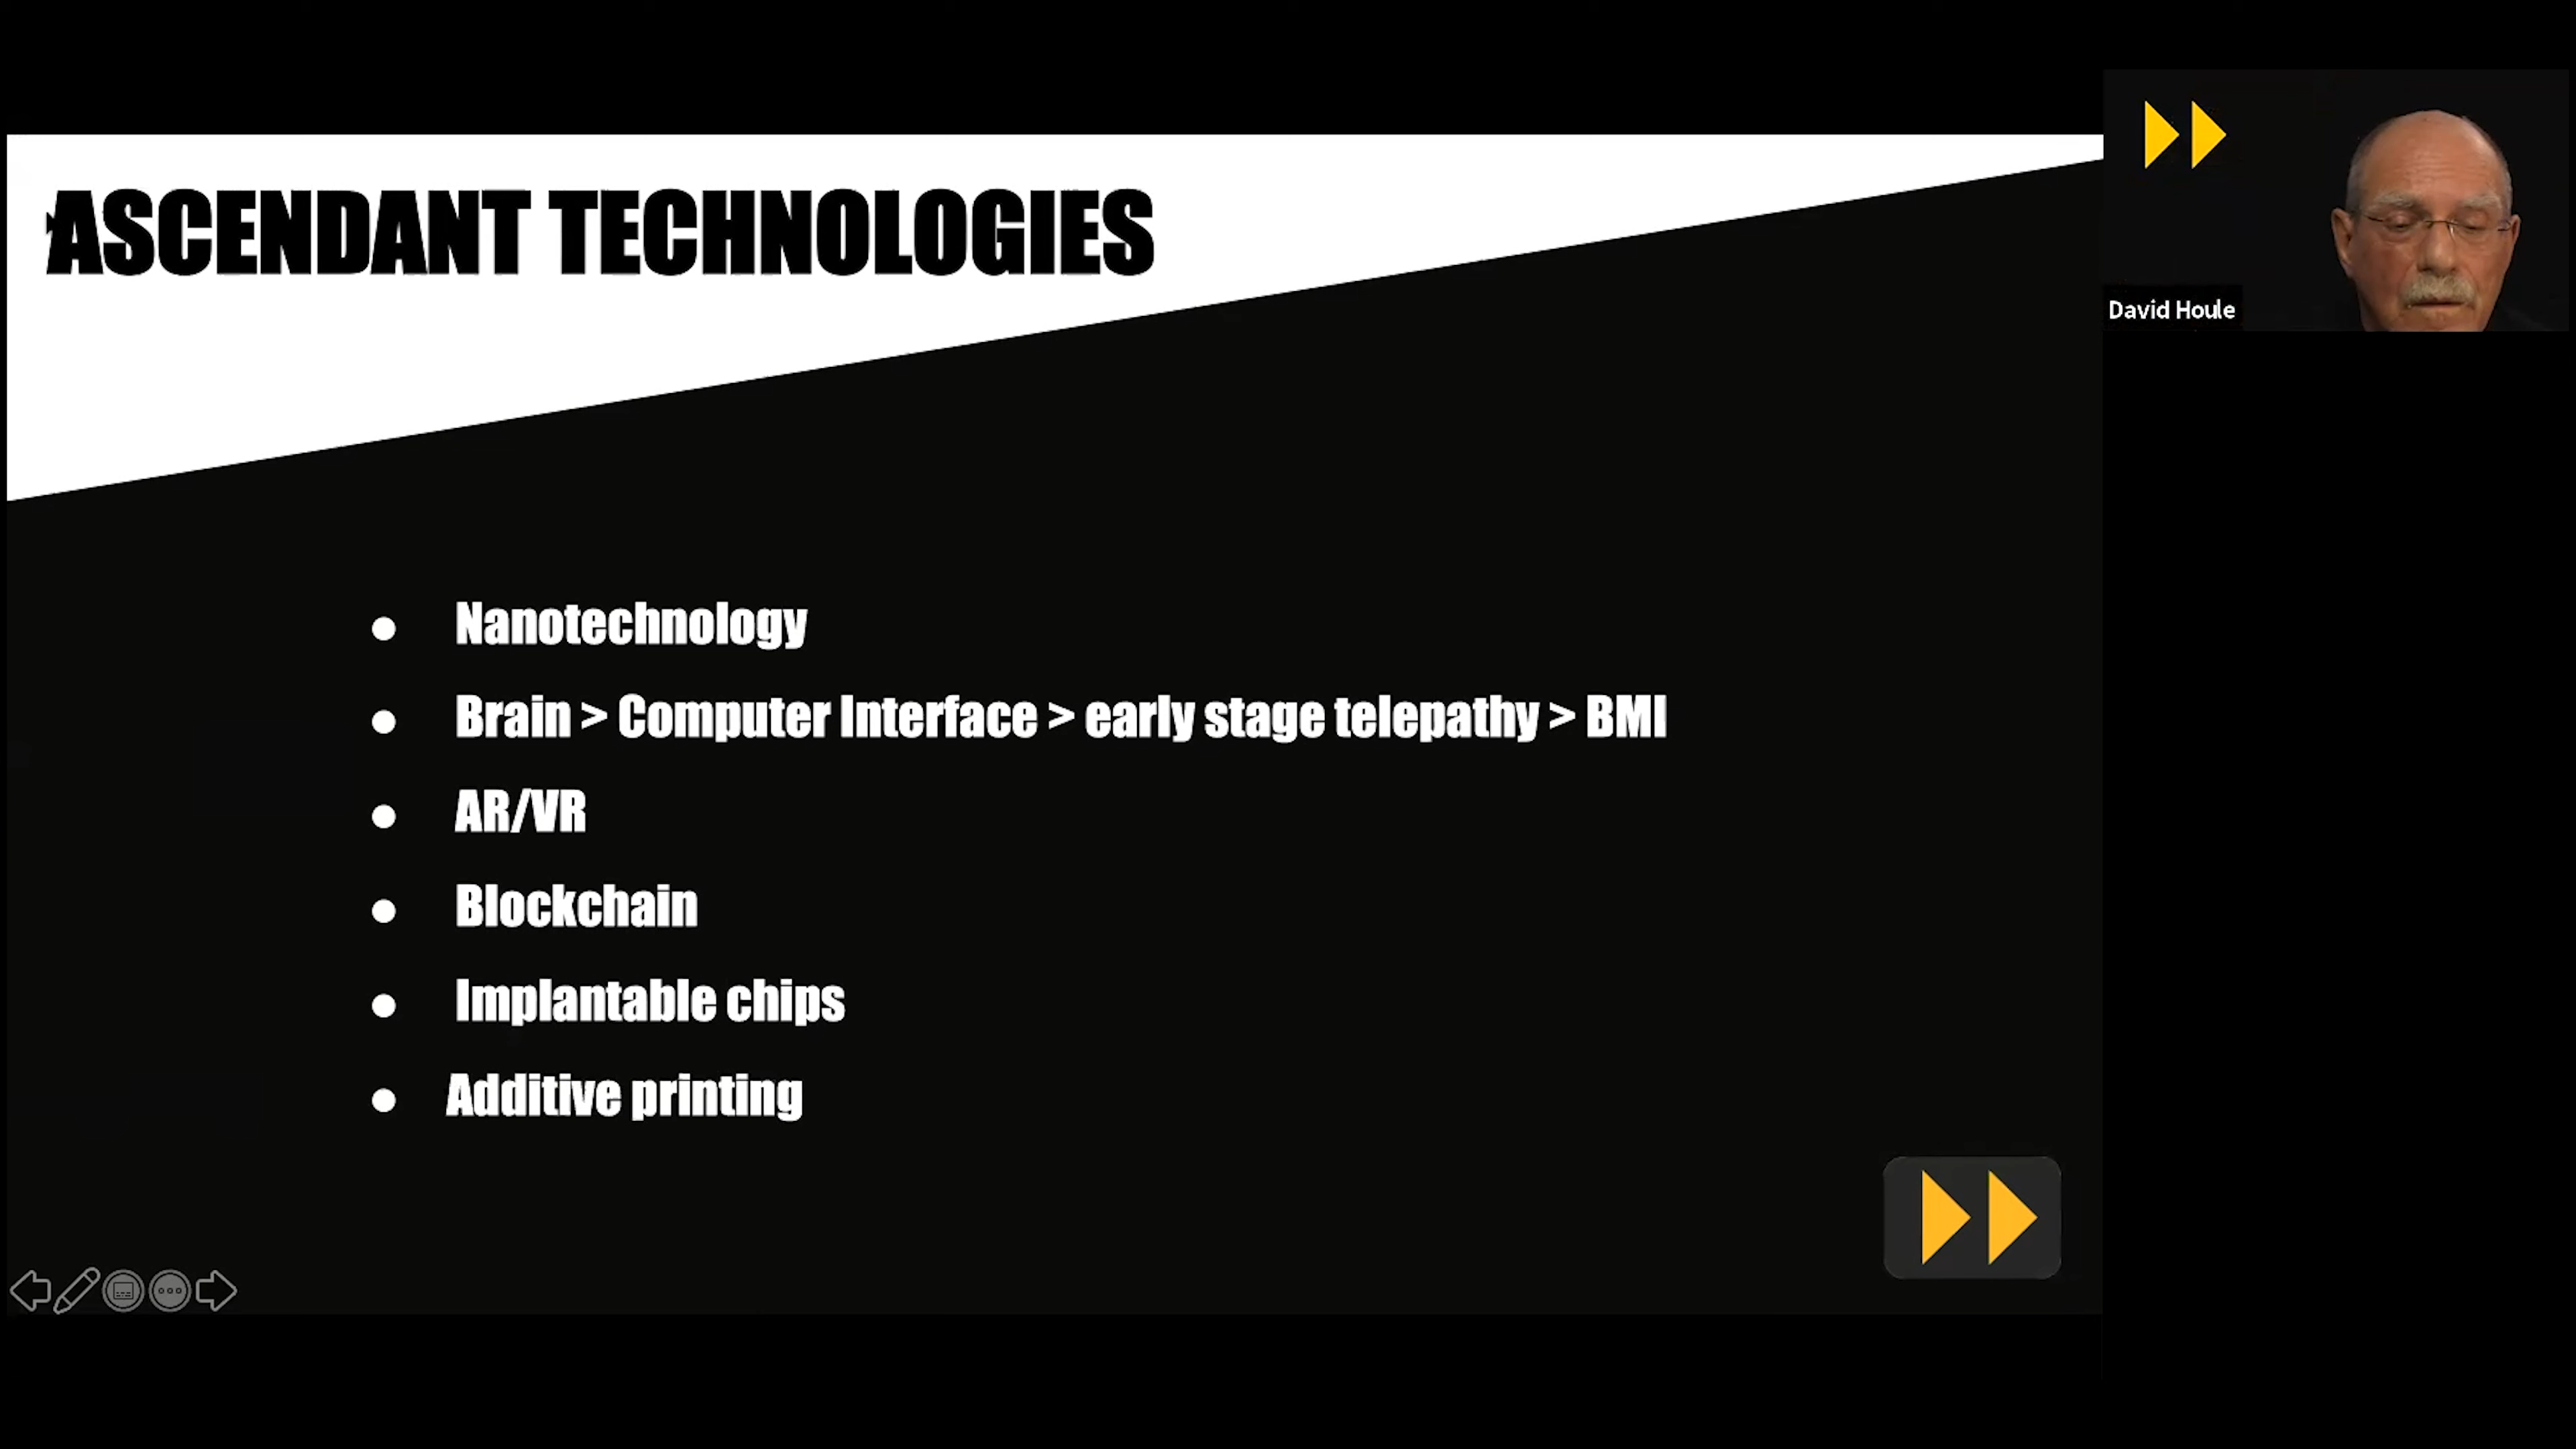 ASCENDANT TECHNOLOGIES
David Houle
Nanotechnology
Brain > Computer Interface > early stage telepathy > BMI
AR/VR
Blockchain
Implantable chips
Additive printing